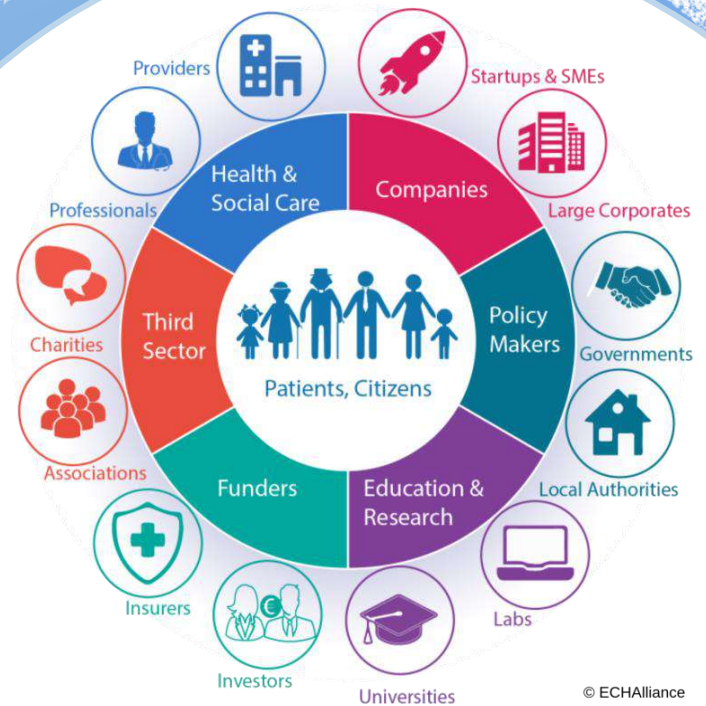 Providers
Startups & SMEs
Professionals
Health &
Social Care
Companies
Large Corporates
Third
Sector
Policy
Makers
Charities
Governments
Patients, Citizens
Associations
Funders
Education &
Research
Local Authorities
Insurers
€
Labs
Investors
Universities
© ECHAlliance